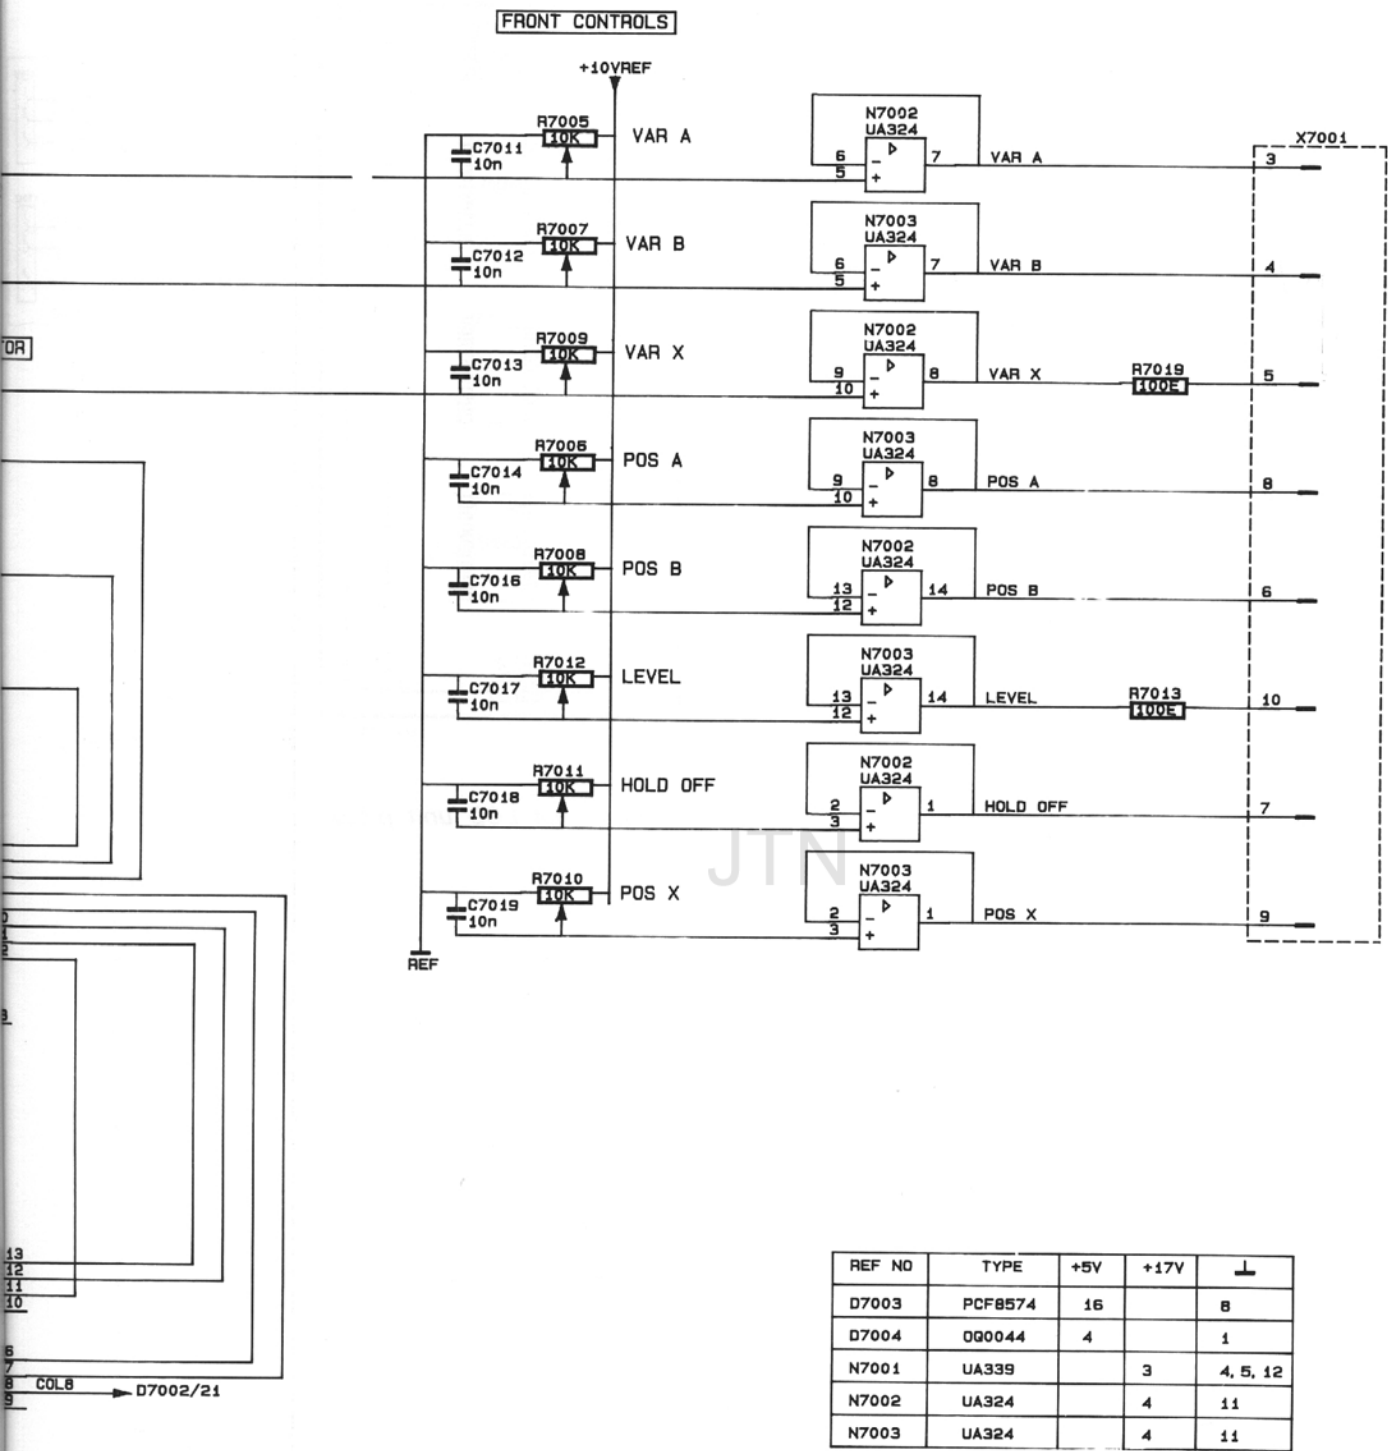 FRONT CONTROLS
+10VREF
R7005
10K
VAR A
C7011
10n
N7002
UA324
6
5
7
VAR A
X7001
3
R7007
10K
VAR B
C7012
10n
N7003
UA324
6
5
7
VAR B
4
R7009
10K
VAR X
C7013
10n
N7002
UA324
9
10
8
VAR X
R7019
100E
5
R7006
10K
POS A
C7014
10n
N7003
UA324
9
10
8
POS A
8
R7008
10K
POS B
C7016
10n
N7002
UA324
13
12
14
POS B
6
R7012
10K
LEVEL
C7017
10n
N7003
UA324
13
12
14
LEVEL
R7013
100E
10
R7011
10K
HOLD OFF
C7018
10n
N7002
UA324
2
3
1
HOLD OFF
7
JTN
R7010
10K
POS X
C7019
10n
N7003
UA324
2
3
1
POS X
9
REF
13
12
11
10
6
7
8
9
COL8
D7002/21
REF NO TYPE +5V +17V
D7003 PCF8574 16 8
D7004 OQ0044 4 1
N7001 UA339 3 4, 5, 12
N7002 UA324 4 11
N7003 UA324 4 11